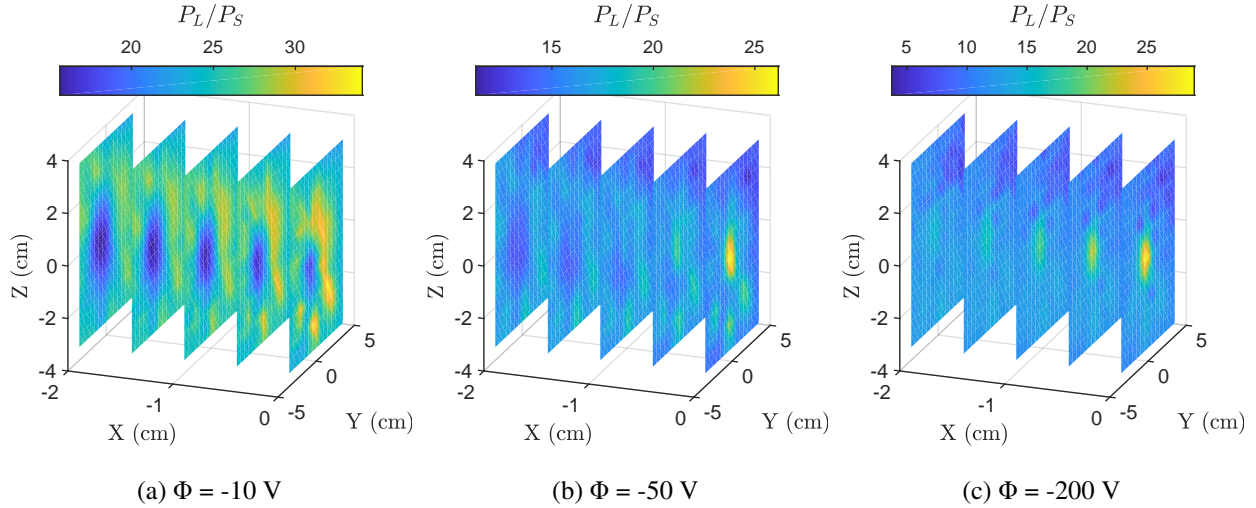 P_L/P_S
20 25 30
4
2
0
-2
-4
Z (cm)
-2
-1
0
X (cm)
-5
0
5
Y (cm)
(a) Φ = -10 V
P_L/P_S
15 20 25
4
2
0
-2
-4
Z (cm)
-2
-1
0
X (cm)
-5
0
5
Y (cm)
(b) Φ = -50 V
P_L/P_S
5 10 15 20 25
4
2
0
-2
-4
Z (cm)
-2
-1
0
X (cm)
-5
0
5
Y (cm)
(c) Φ = -200 V